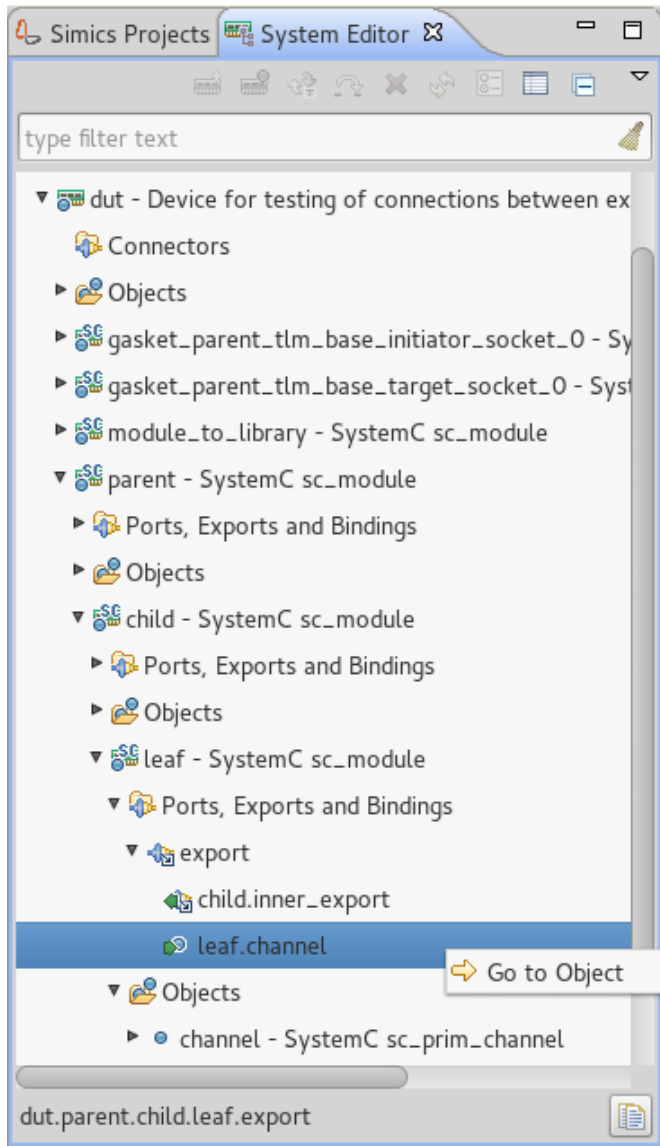 Simics Projects System Editor
type filter text
dut - Device for testing of connections between ex
Connectors
Objects
gasket_parent_tlm_base_initiator_socket_0 - Sy
gasket_parent_tlm_base_target_socket_0 - Syst
module_to_library - SystemC sc_module
parent - SystemC sc_module
Ports, Exports and Bindings
Objects
child - SystemC sc_module
Ports, Exports and Bindings
Objects
leaf - SystemC sc_module
Ports, Exports and Bindings
export
child.inner_export
leaf.channel
Go to Object
Objects
channel - SystemC sc_prim_channel
dut.parent.child.leaf.export